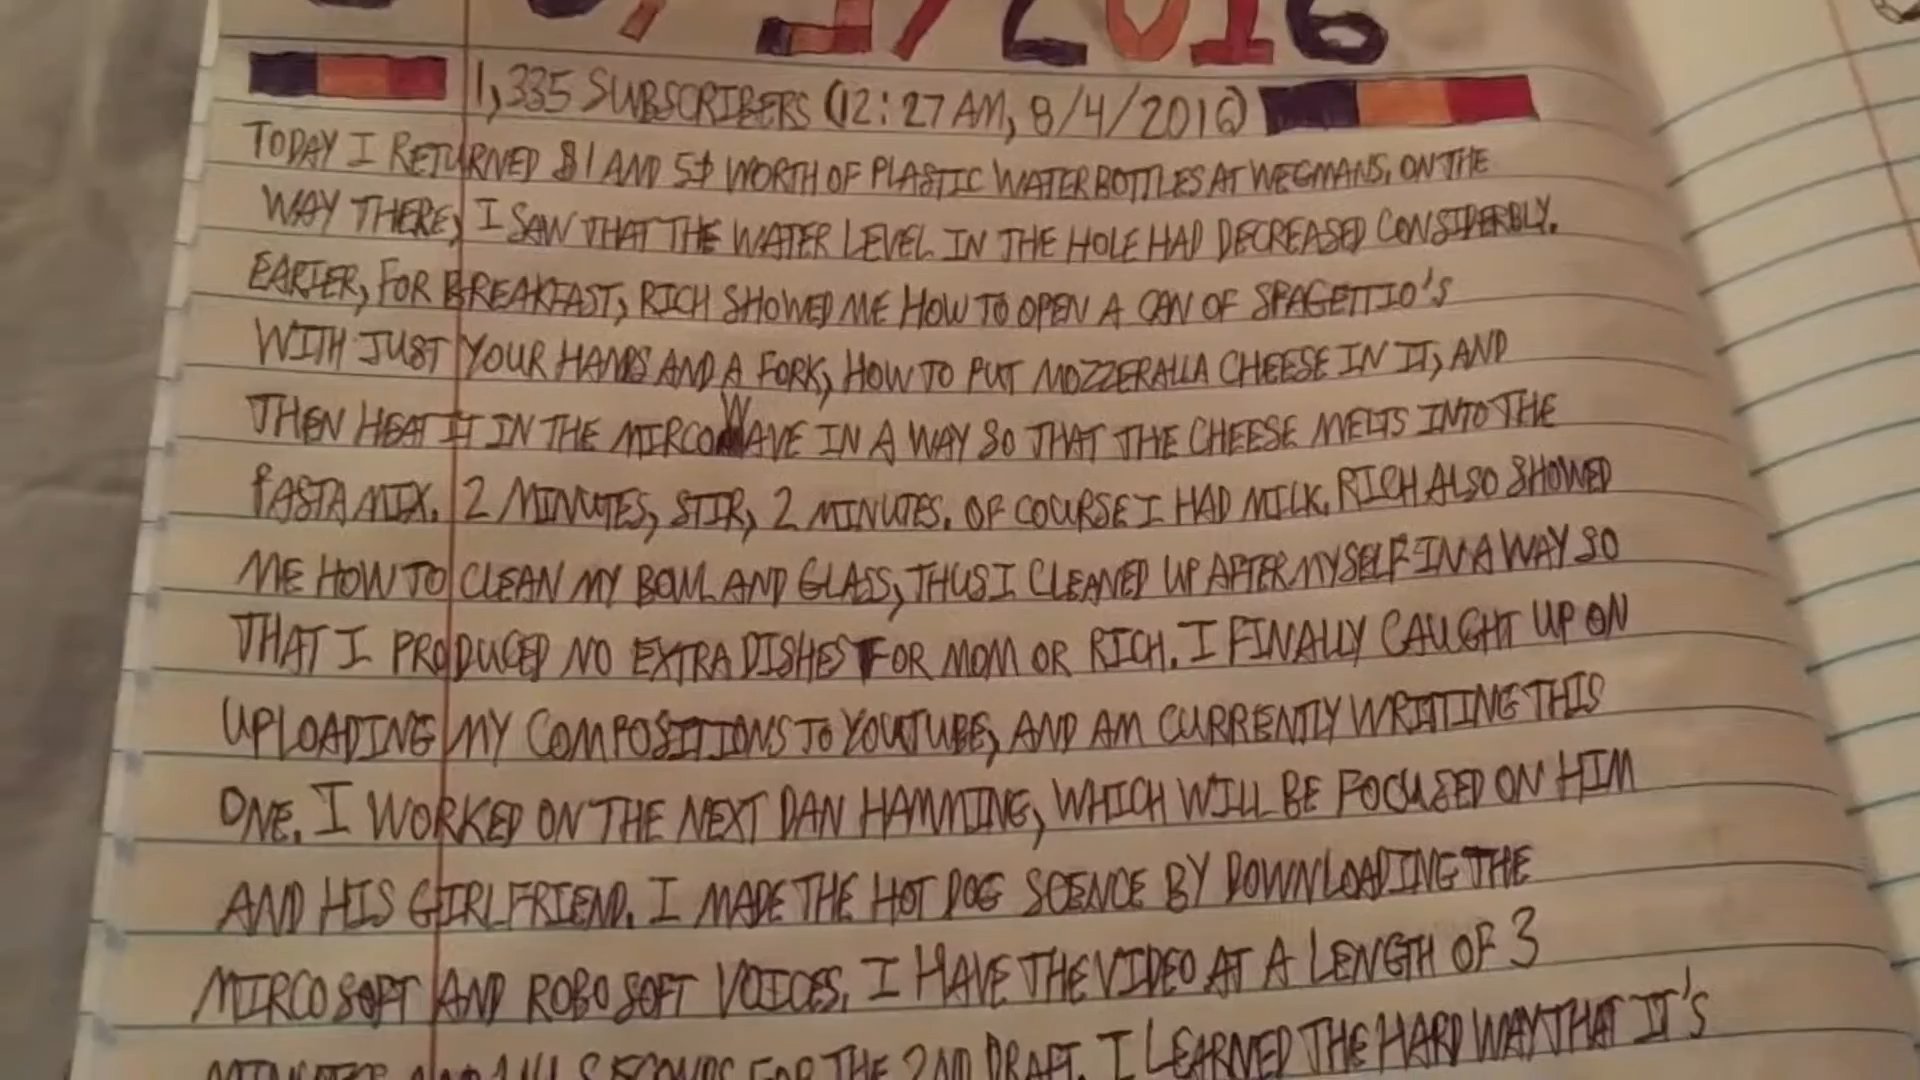 /3/2016
1,335 SUBSCRIBERS (12:27 AM, 8/4/2016)
TODAY I RETURNED $1 AND 5¢ WORTH OF PLASTIC WATER BOTTLES AT WEGMANS. ON THE
WAY THERE, I SAW THAT THE WATER LEVEL IN THE HOLE HAD DECREASED CONSIDERBLY.
EARIER, FOR BREAKFAST, RICH SHOWED ME HOW TO OPEN A CAN OF SPAGETTIO'S
WITH JUST YOUR HANDS AND A FORK, HOW TO PUT MOZZERALLA CHEESE IN IT, AND
THEN HEAT IT IN THE MIRCOWAVE IN A WAY SO THAT THE CHEESE MELTS INTO THE
PASTA MIX. 2 MINUTES, STIR, 2 MINUTES. OF COURSE I HAD MILK. RICH ALSO SHOWED
ME HOW TO CLEAN MY BOWL AND GLASS, THUS I CLEANED UP AFTER MYSELF IN A WAY SO
THAT I PRODUCED NO EXTRA DISHES FOR MOM OR RICH. I FINALLY CAUGHT UP ON
UPLOADING MY COMPOSITIONS TO YOUTUBE, AND AM CURRENTLY WRITING THIS
ONE. I WORKED ON THE NEXT DAN HAMMING, WHICH WILL BE FOCUSED ON HIM
AND HIS GIRLFRIEND. I MADE THE HOT DOG SCENCE BY DOWNLOADING THE
MIRCOSOFT AND ROBOSOFT VOICES. I HAVE THE VIDEO AT A LENGTH OF 3
MINUTES AND SECONDS FOR THE 2ND DRAFT. I LEARNED THE HARD WAY THAT IT'S